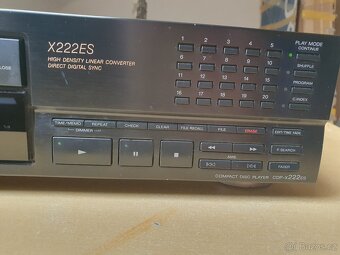 X222ES
HIGH DENSITY LINEAR CONVERTER
DIRECT DIGITAL SYNC
LOSE
1 2 3 4 5
6 7 8 9 10
11 12 13 14 15
16 17 18 19 20
PLAY MODE
CONTINUE
SHUFFLE
PROGRAM
C.INDEX
TIME/MEMO REPEAT CHECK CLEAR FILE RECALL FILE ERASE EDIT/TIME FADE
DIMMER
P.SEARCH
AMS
FADER
COMPACT DISC PLAYER CDP-X222ES